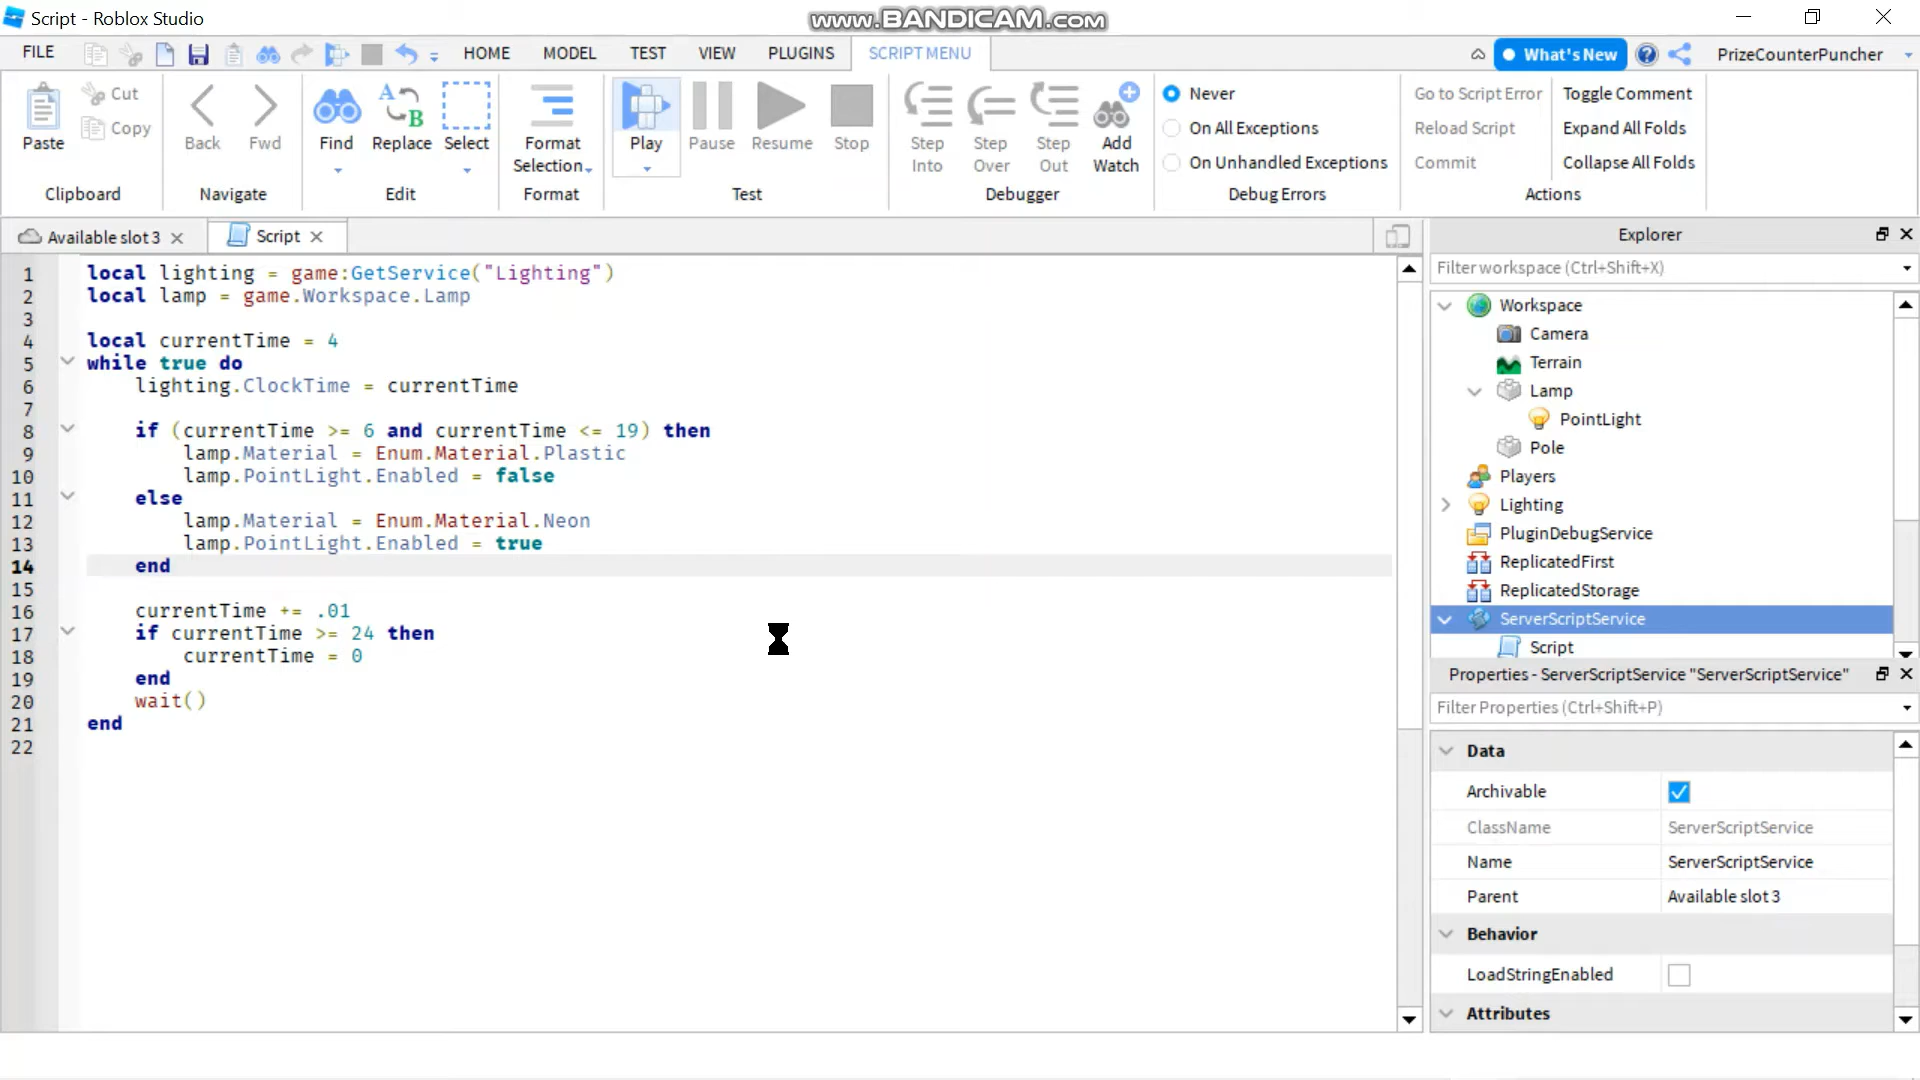 Script - Roblox Studio
www.BANDICAM.com
FILE
HOME
MODEL
TEST
VIEW
PLUGINS
SCRIPT MENU
What's New
PrizeCounterPuncher
Paste
Cut
Copy
Clipboard
Back
Fwd
Navigate
Find
Replace
Select
Edit
Format
Selection
Format
Play
Pause
Resume
Stop
Test
Step
Into
Step
Over
Step
Out
Add
Watch
Debugger
Never
On All Exceptions
On Unhandled Exceptions
Debug Errors
Go to Script Error
Reload Script
Commit
Toggle Comment
Expand All Folds
Collapse All Folds
Actions
Available slot 3
Script
1 local lighting = game:GetService("Lighting")
2 local lamp = game.Workspace.Lamp
3
4 local currentTime = 4
5 while true do
6 lighting.ClockTime = currentTime
7
8 if (currentTime >= 6 and currentTime <= 19) then
9 lamp.Material = Enum.Material.Plastic
10 lamp.PointLight.Enabled = false
11 else
12 lamp.Material = Enum.Material.Neon
13 lamp.PointLight.Enabled = true
14 end
15
16 currentTime += .01
17 if currentTime >= 24 then
18 currentTime = 0
19 end
20 wait()
21 end
22
Explorer
Filter workspace (Ctrl+Shift+X)
Workspace
Camera
Terrain
Lamp
PointLight
Pole
Players
Lighting
PluginDebugService
ReplicatedFirst
ReplicatedStorage
ServerScriptService
Script
Properties - ServerScriptService "ServerScriptService"
Filter Properties (Ctrl+Shift+P)
Data
Archivable
ClassName ServerScriptService
Name ServerScriptService
Parent Available slot 3
Behavior
LoadStringEnabled
Attributes